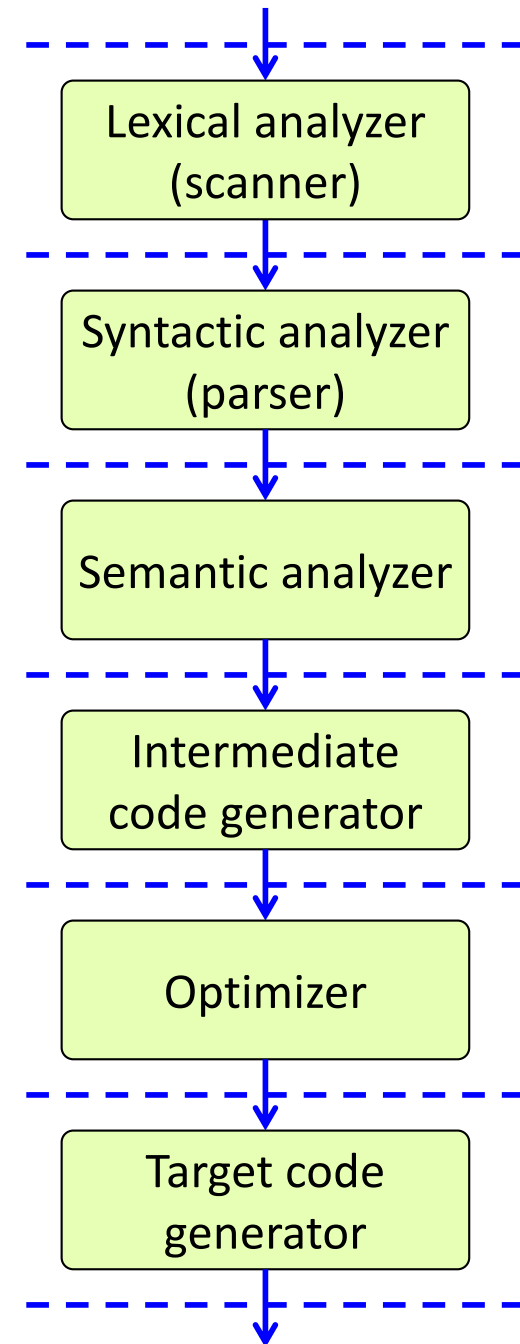 Lexical analyzer
(scanner)
Syntactic analyzer
(parser)
Semantic analyzer
Intermediate
code generator
Optimizer
Target code
generator